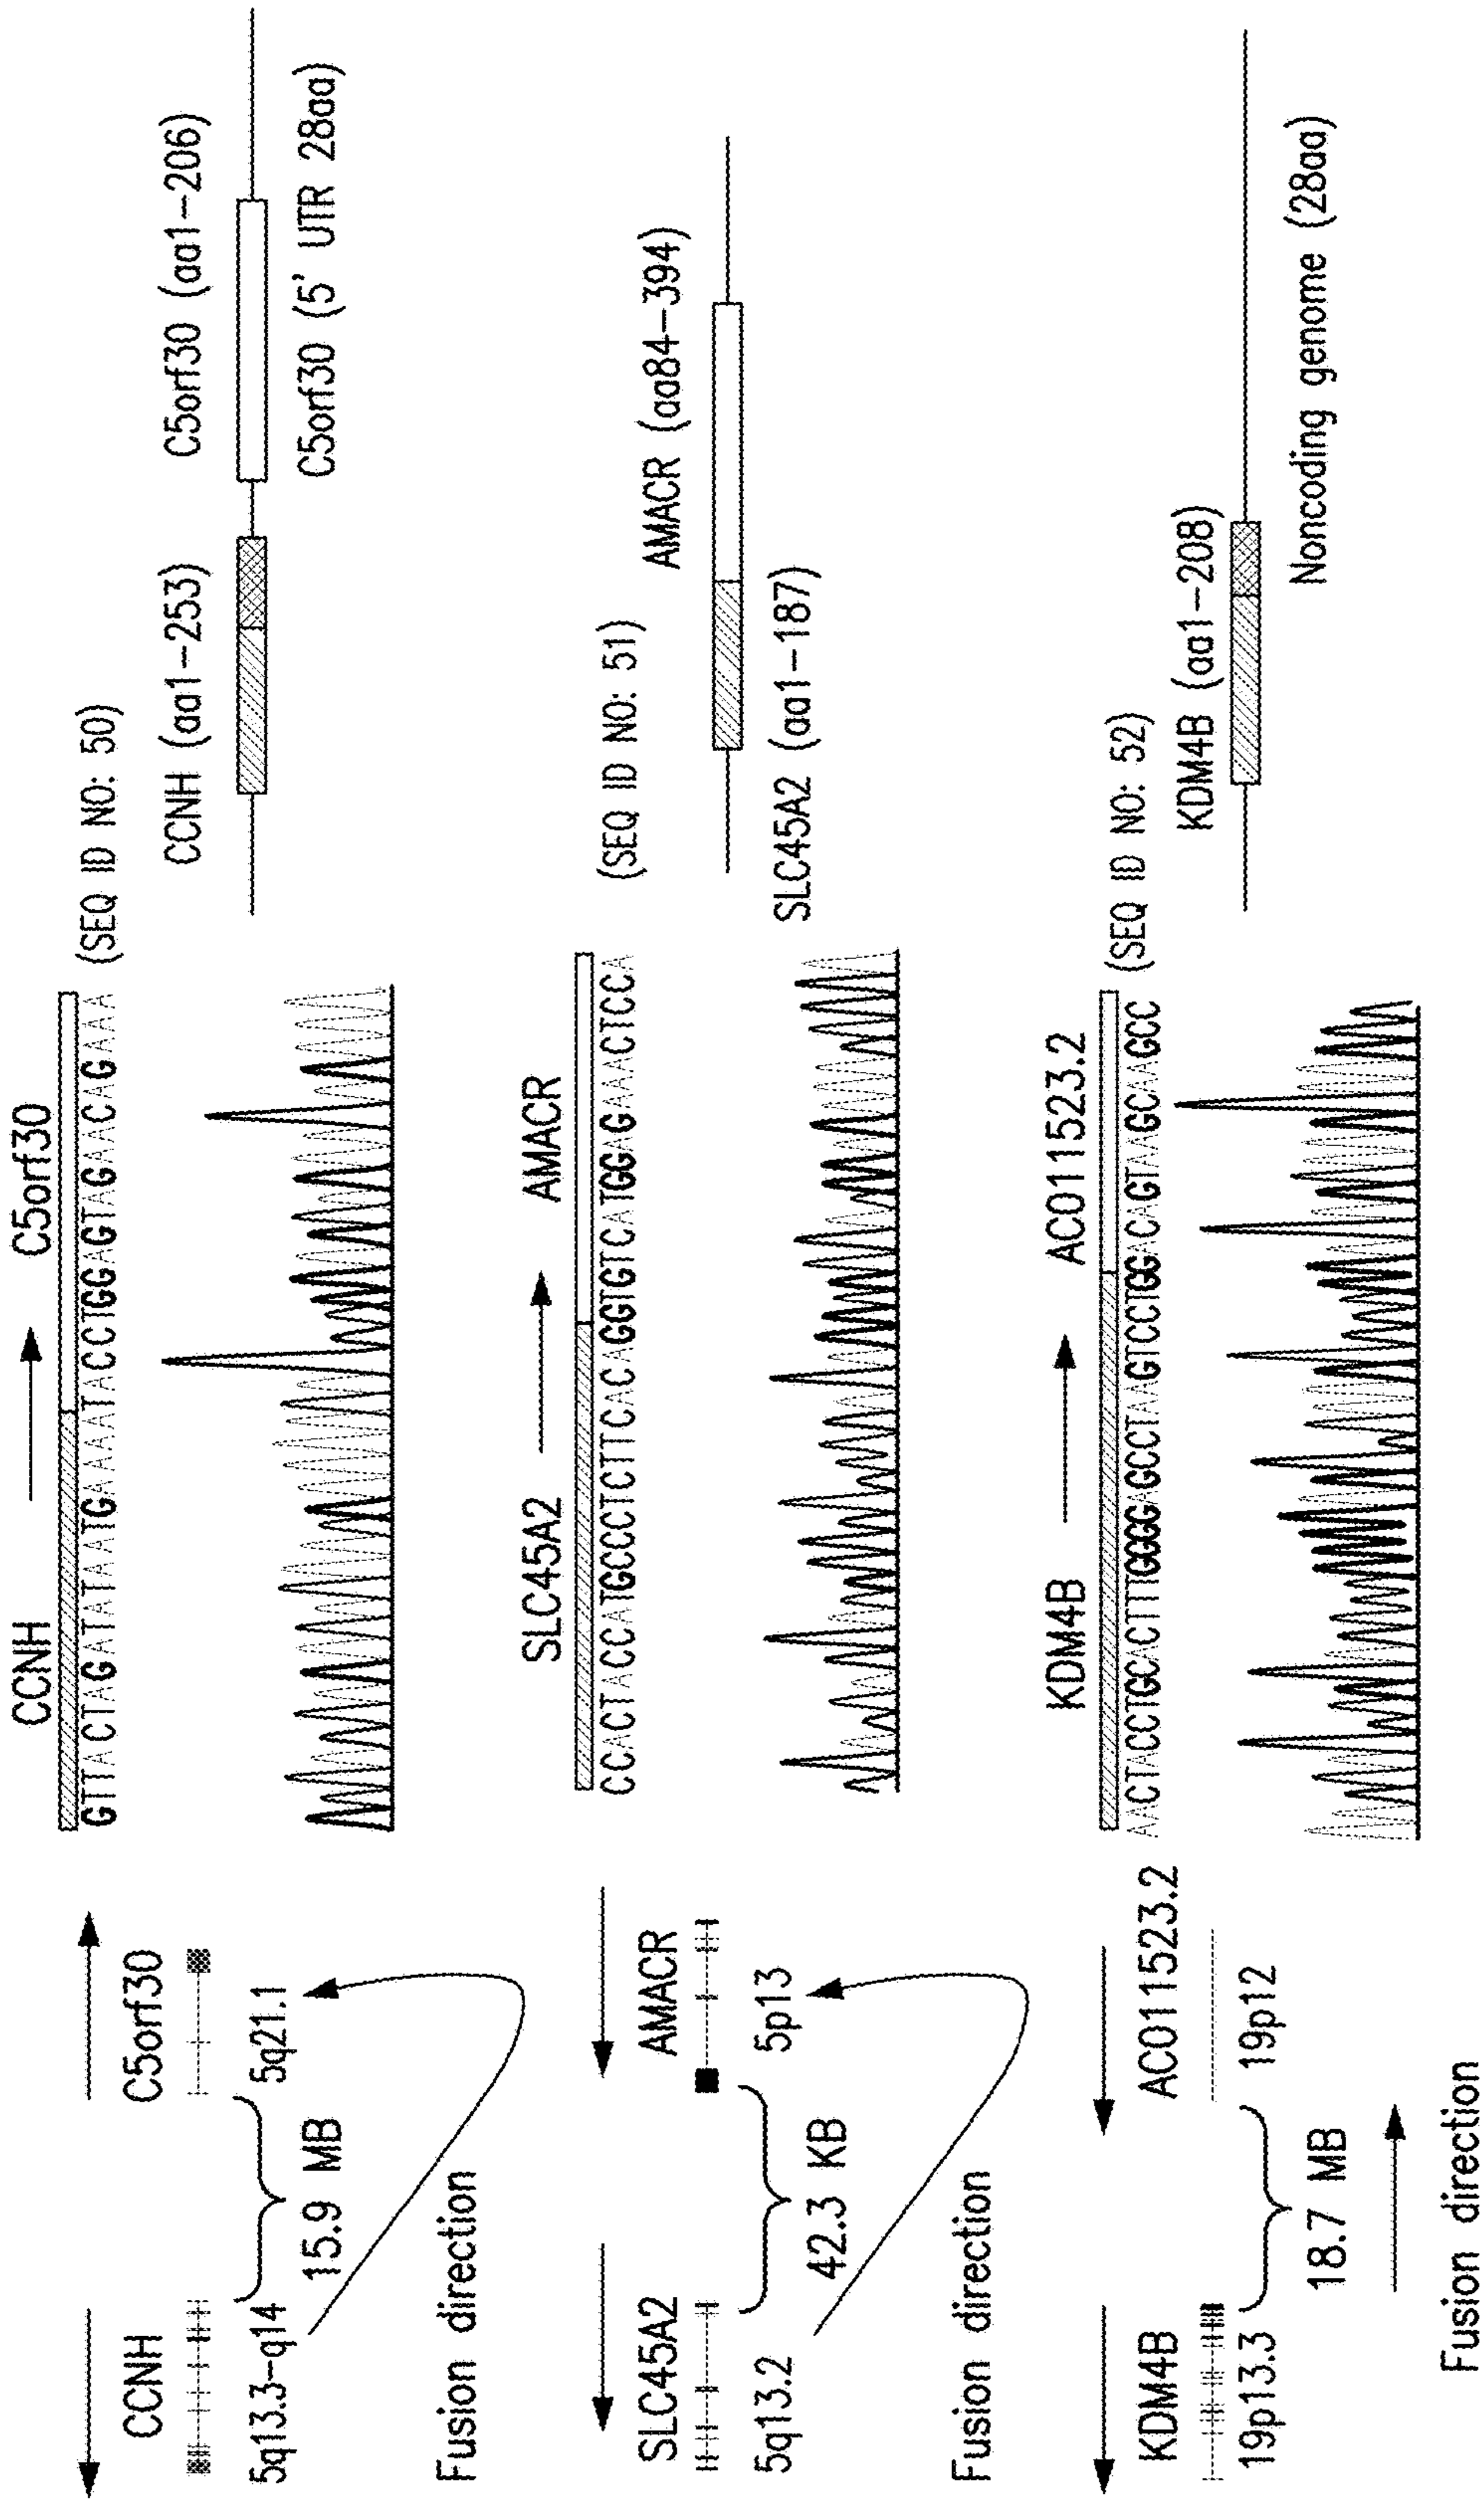 CCNH
C5orf30
5q13.3-q14
5q21.1
15.9 MB
Fusion direction
CCNH
C5orf30
GTTACTAGATATAATGAAATACCTGGAGTAGAACAGAAA
(SEQ ID NO: 50)
CCNH (aa1-253)
C5orf30 (aa1-206)
C5orf30 (5' UTR 28aa)
SLC45A2
AMACR
5q13.2
5p13
42.3 KB
Fusion direction
SLC45A2
AMACR
CCACTACCATGCCCTCTTCACAGGTGTCATGGAGAACTCCA
(SEQ ID NO: 51)
AMACR (aa84-394)
SLC45A2 (aa1-187)
KDM4B
AC011523.2
19p13.3
19p12
18.7 MB
Fusion direction
KDM4B
AC011523.2
AACTACCTGCACTTTGGGGAGCCTAAGTCCTGGACAGTAAGCAAGCC
(SEQ ID NO: 52)
KDM4B (aa1-208)
Noncoding genome (28aa)